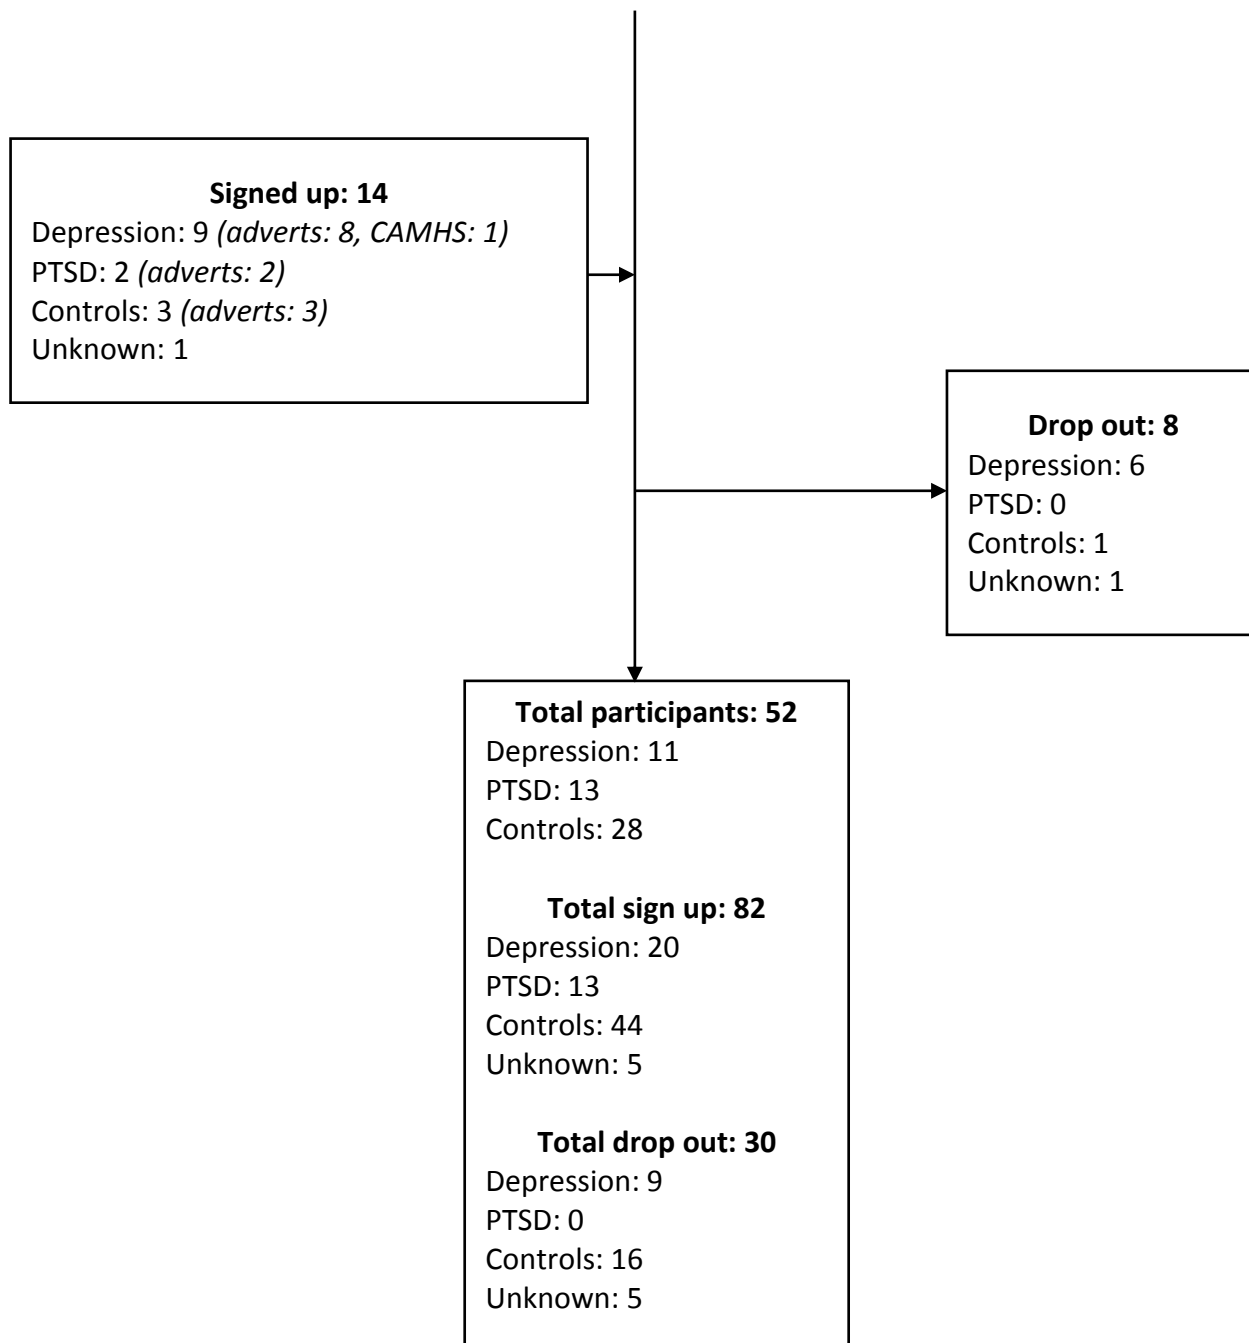 Signed up: 14
Depression: 9 (adverts: 8, CAMHS: 1)
PTSD: 2 (adverts: 2)
Controls: 3 (adverts: 3)
Unknown: 1
Drop out: 8
Depression: 6
PTSD: 0
Controls: 1
Unknown: 1
Total participants: 52
Depression: 11
PTSD: 13
Controls: 28
Total sign up: 82
Depression: 20
PTSD: 13
Controls: 44
Unknown: 5
Total drop out: 30
Depression: 9
PTSD: 0
Controls: 16
Unknown: 5